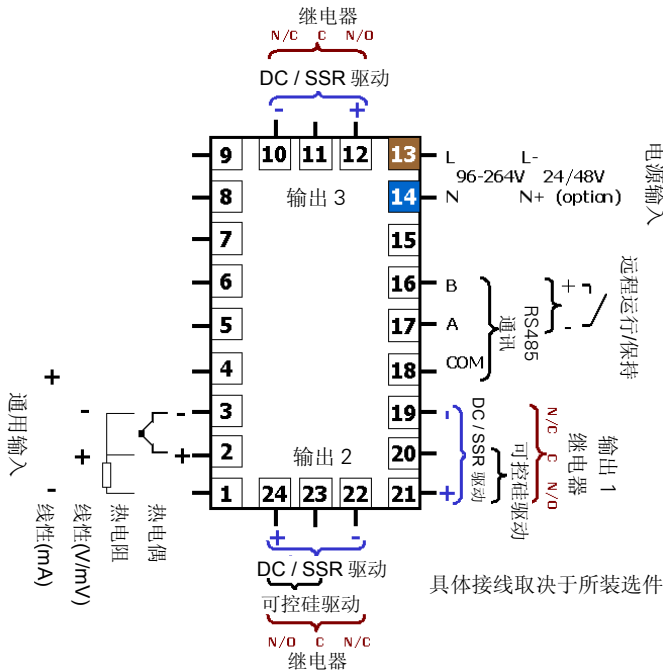 继电器
N/C C N/O
DC / SSR 驱动
- +
9 10 11 12 13 L L-
96-264V 24/48V
8 输出 3 14 N N+ (option)
电源输入
7 15
6 16 B
5 17 A
4 18 COM
RS485
通讯
+
-
远程运行/保持
3 19 -
2 20
1 21 +
输出 2
24 23 22
DC / SSR 驱动
可控硅驱动
N/C C N/O
继电器
输出 1
+
- -
+ +
-
通用输入
线性(mA)
线性(V/mV)
热电阻
热电偶
+ -
DC / SSR 驱动
可控硅驱动
N/O C N/C
继电器
具体接线取决于所装选件